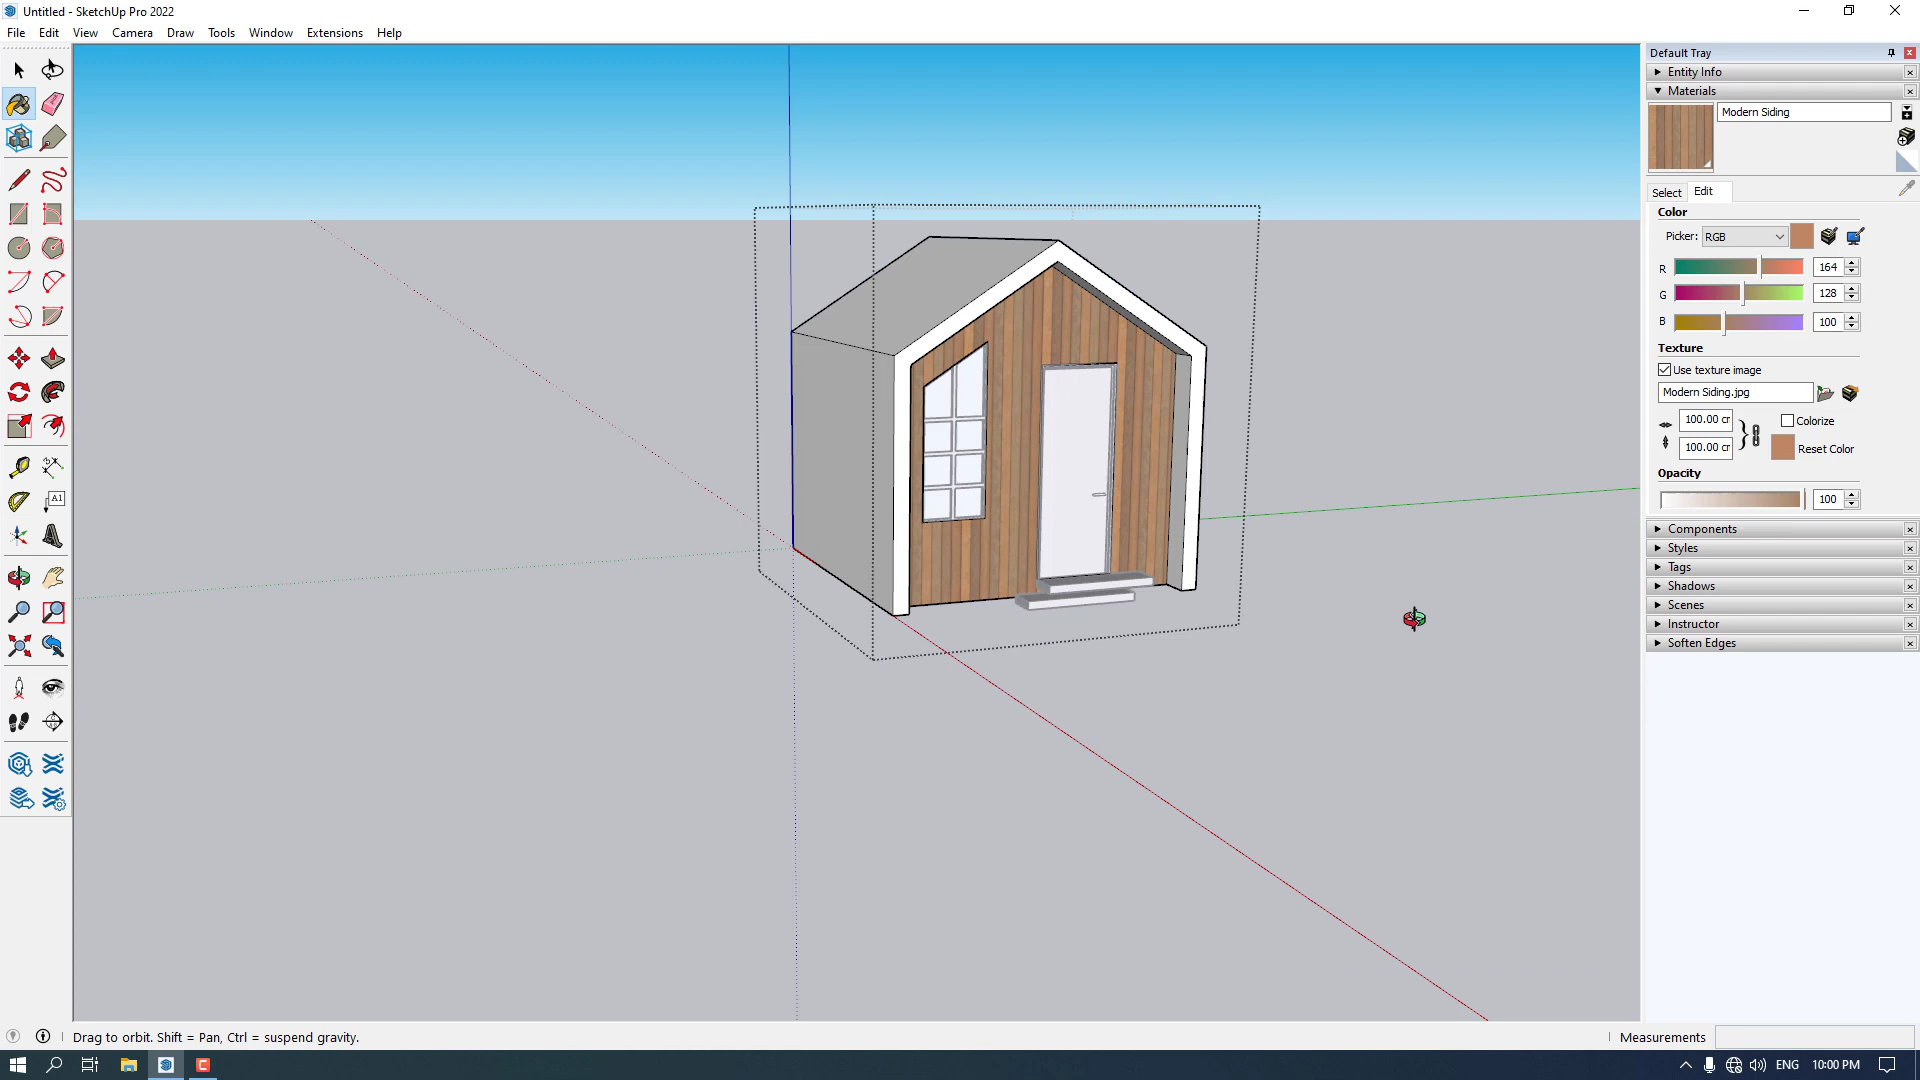 Untitled - SketchUp Pro 2022
File Edit View Camera Draw Tools Window Extensions Help
Default Tray
Entity Info
Materials
Modern Siding
Select Edit
Color
Picker: RGB
R 164
G 128
B 100
Texture
Use texture image
Modern Siding.jpg
100.00 cr
Colorize
100.00 cr
Reset Color
Opacity
100
Components
Styles
Tags
Shadows
Scenes
Instructor
Soften Edges
A1
Drag to orbit. Shift = Pan, Ctrl = suspend gravity.
Measurements
C
ENG 10:00 PM